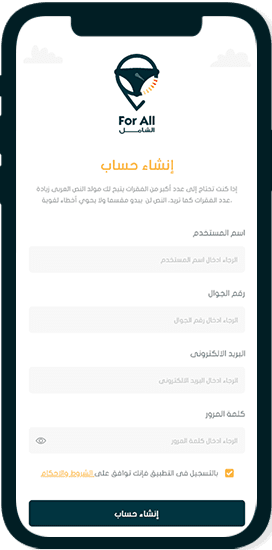 For All
الشامل
إنشاء حساب
إذا كنت تحتاج إلى عدد أكبر من الفقرات يتيح لك مولد النص العربى زيادة
عدد الفقرات كما تريد، النص لن يبدو مقسما ولا يحوي أخطاء لغوية،
اسم المستخدم
الرجاء ادخال اسم المستخدم
رقم الجوال
الرجاء ادخال رقم الجوال
البريد الالكترونى
الرجاء ادخال البريد الالكترونى
كلمة المرور
الرجاء ادخال كلمة المرور
بالتسجيل فى التطبيق فإنك توافق على الشروط والاحكام
إنشاء حساب